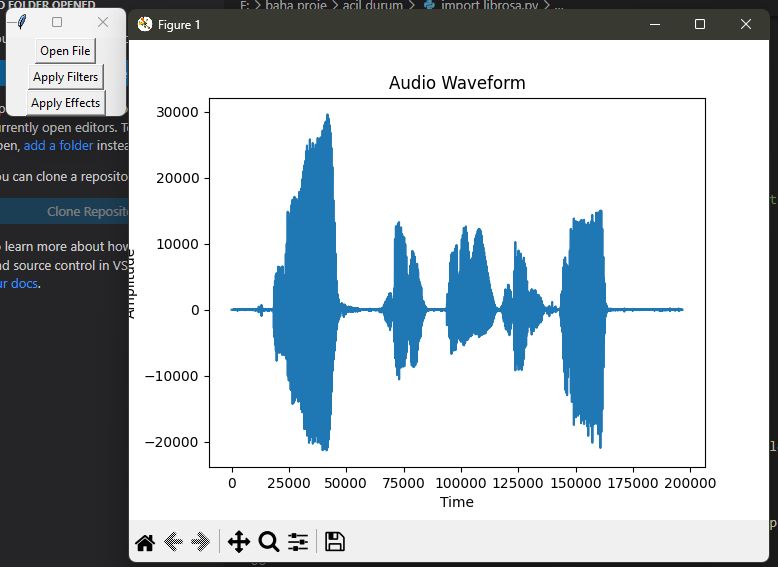 D FOLDER OPENED
F: > baha proje > acil durum > import librosa.py > ...
Figure 1
Open File
Apply Filters
Apply Effects
urrently open editors. T
pen, add a folder instea
ou can clone a reposito
Clone Reposit
o learn more about how
nd source control in VS
ur docs.
Audio Waveform
Amplitude
30000
20000
10000
0
−10000
−20000
0 25000 50000 75000 100000 125000 150000 175000 200000
Time